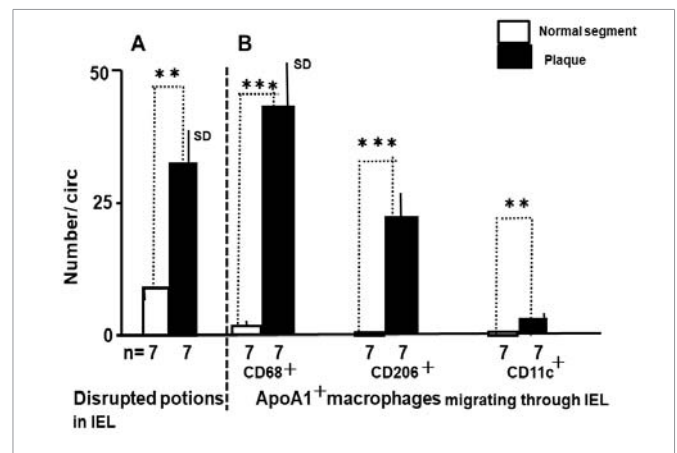 A
B
Normal segment
Plaque
50
**
***
SD
SD
***
**
25
Number/circ
0
n= 7 7 7 7 7 7 7 7
CD68+ CD206+ CD11c+
Disrupted potions
in IEL
ApoA1+macrophages migrating through IEL